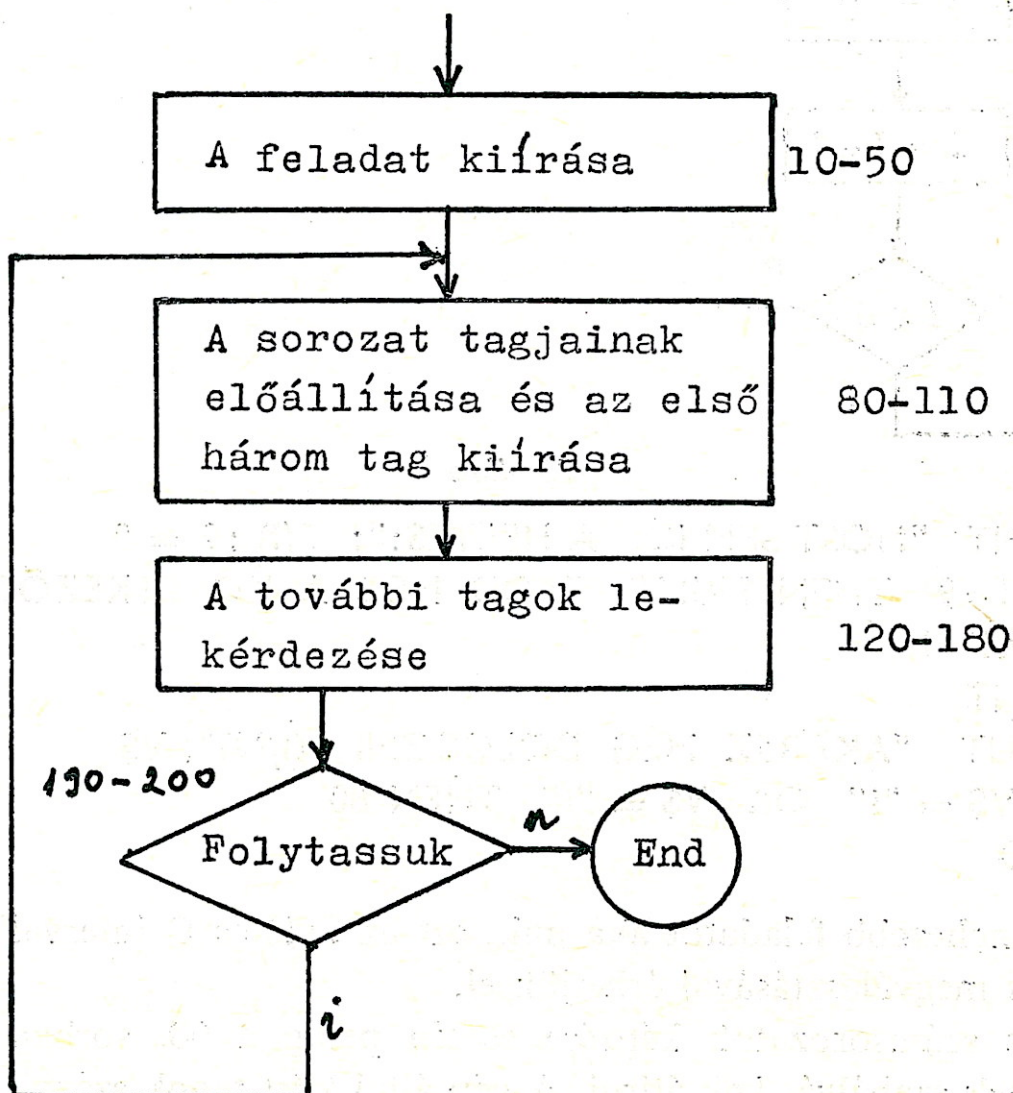 A feladat kiírása
10-50
A sorozat tagjainak
előállítása és az első
három tag kiírása
80-110
A további tagok le-
kérdezése
120-180
190-200
Folytassuk
n
End
i